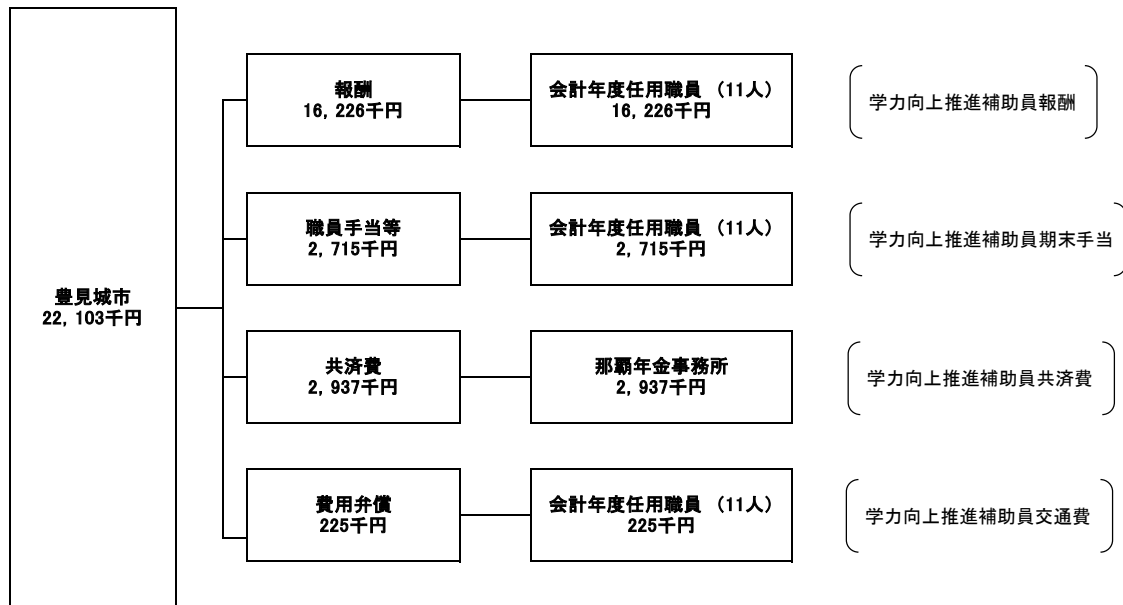 豊見城市
22,103千円
報酬
16,226千円
会計年度任用職員 (11人)
16,226千円
学力向上推進補助員報酬
職員手当等
2,715千円
会計年度任用職員 (11人)
2,715千円
学力向上推進補助員期末手当
共済費
2,937千円
那覇年金事務所
2,937千円
学力向上推進補助員共済費
費用弁償
225千円
会計年度任用職員 (11人)
225千円
学力向上推進補助員交通費